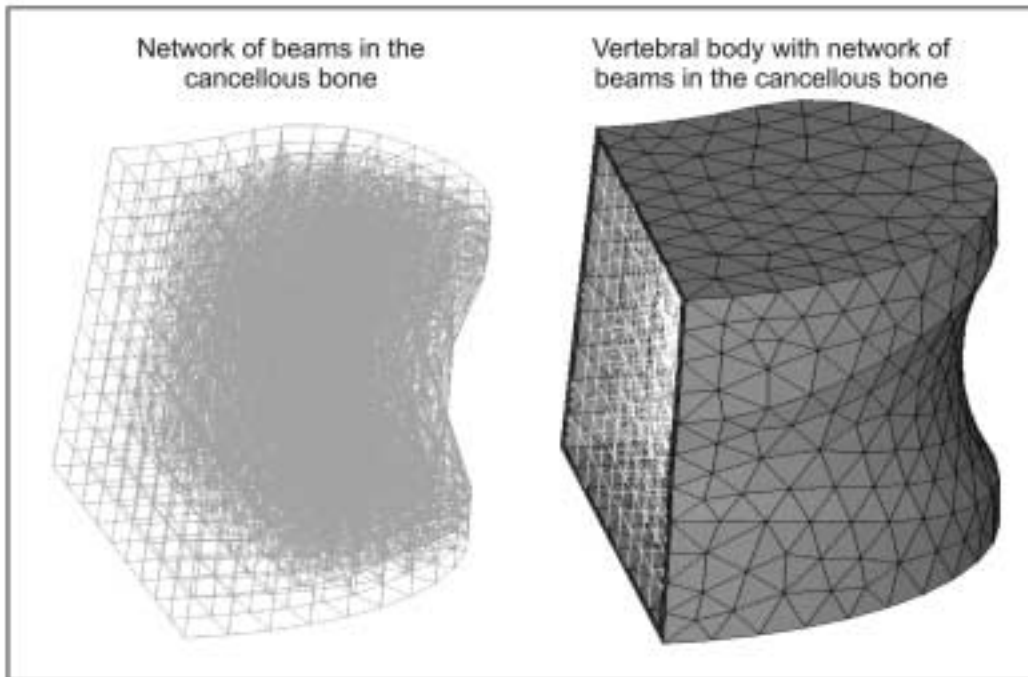 Network of beams in the
cancellous bone
Vertebral body with network of
beams in the cancellous bone